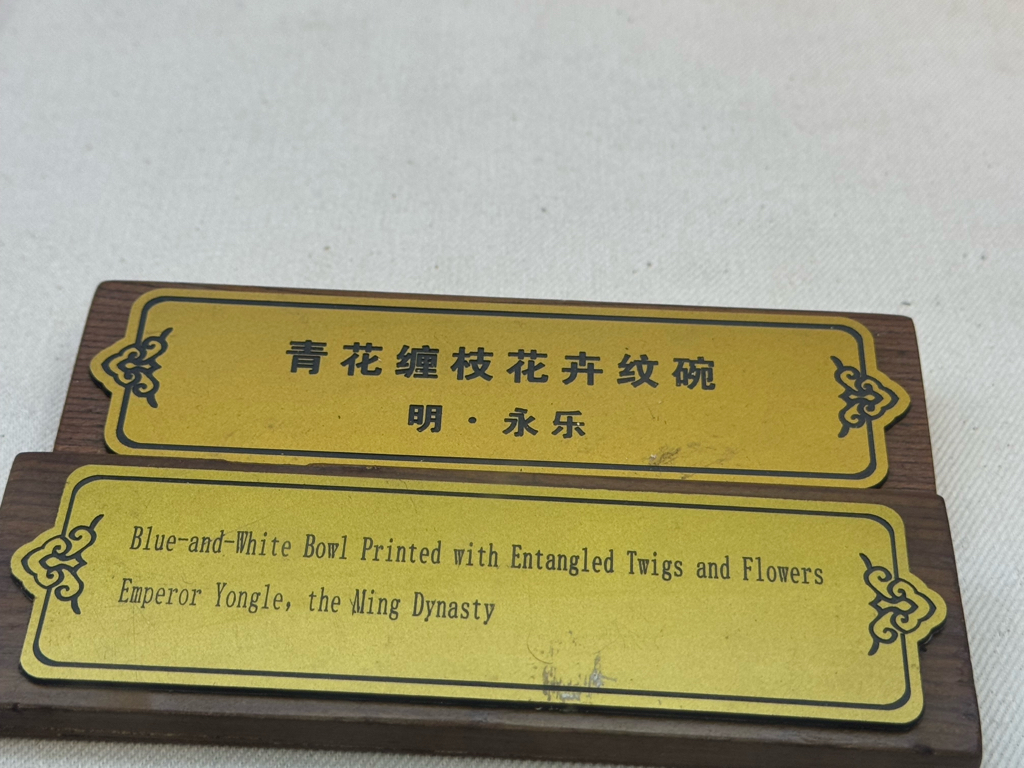 青花缠枝花卉纹碗
明·永乐
Blue-and-White Bowl Printed with Entangled Twigs and Flowers
Emperor Yongle, the Ming Dynasty